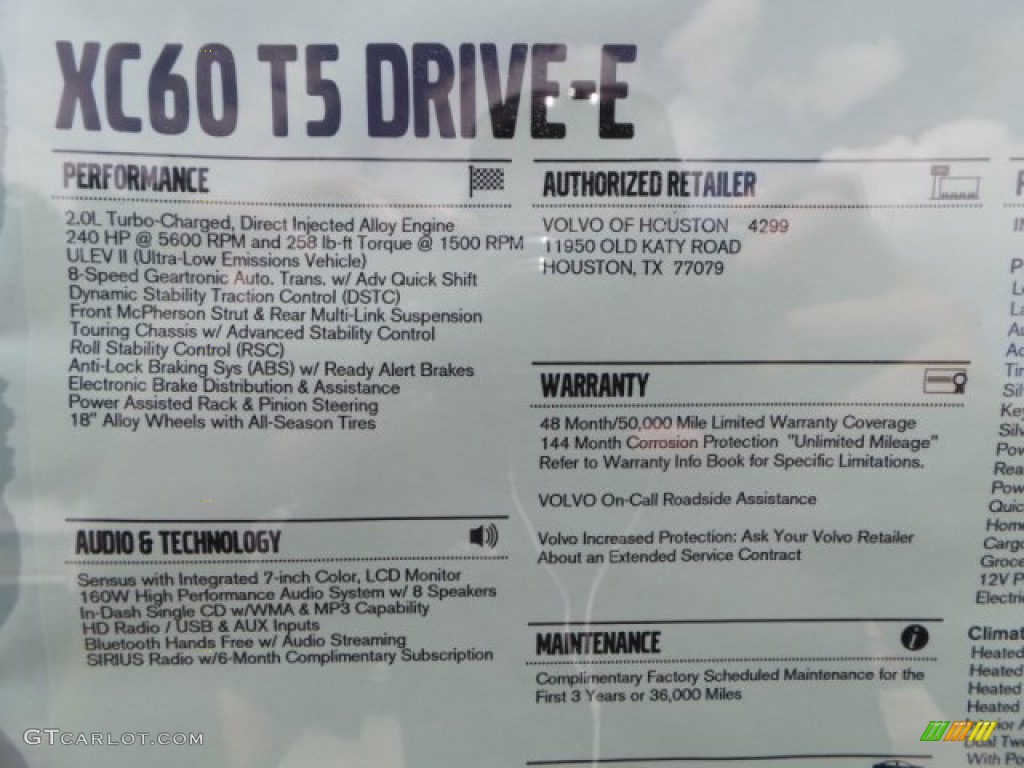 XC60 T5 DRIVE-E
PERFORMANCE
2.0L Turbo-Charged, Direct Injected Alloy Engine
240 HP @ 5600 RPM and 258 lb-ft Torque @ 1500 RPM
ULEV II (Ultra-Low Emissions Vehicle)
8-Speed Geartronic Auto. Trans. w/ Adv Quick Shift
Dynamic Stability Traction Control (DSTC)
Front McPherson Strut & Rear Multi-Link Suspension
Touring Chassis w/ Advanced Stability Control
Roll Stability Control (RSC)
Anti-Lock Braking Sys (ABS) w/ Ready Alert Brakes
Electronic Brake Distribution & Assistance
Power Assisted Rack & Pinion Steering
18" Alloy Wheels with All-Season Tires
AUDIO & TECHNOLOGY
Sensus with Integrated 7-inch Color, LCD Monitor
160W High Performance Audio System w/ 8 Speakers
In-Dash Single CD w/WMA & MP3 Capability
HD Radio / USB & AUX Inputs
Bluetooth Hands Free w/ Audio Streaming
SIRIUS Radio w/6-Month Complimentary Subscription
AUTHORIZED RETAILER
VOLVO OF HOUSTON 4299
11950 OLD KATY ROAD
HOUSTON, TX 77079
WARRANTY
48 Month/50,000 Mile Limited Warranty Coverage
144 Month Corrosion Protection "Unlimited Mileage"
Refer to Warranty Info Book for Specific Limitations.
VOLVO On-Call Roadside Assistance
Volvo Increased Protection: Ask Your Volvo Retailer
About an Extended Service Contract
MAINTENANCE
Complimentary Factory Scheduled Maintenance for the
First 3 Years or 36,000 Miles
12V P
Climat
Heated
Heated
Heated
Heated
Dual Two
With Po
GTCARLOT.COM